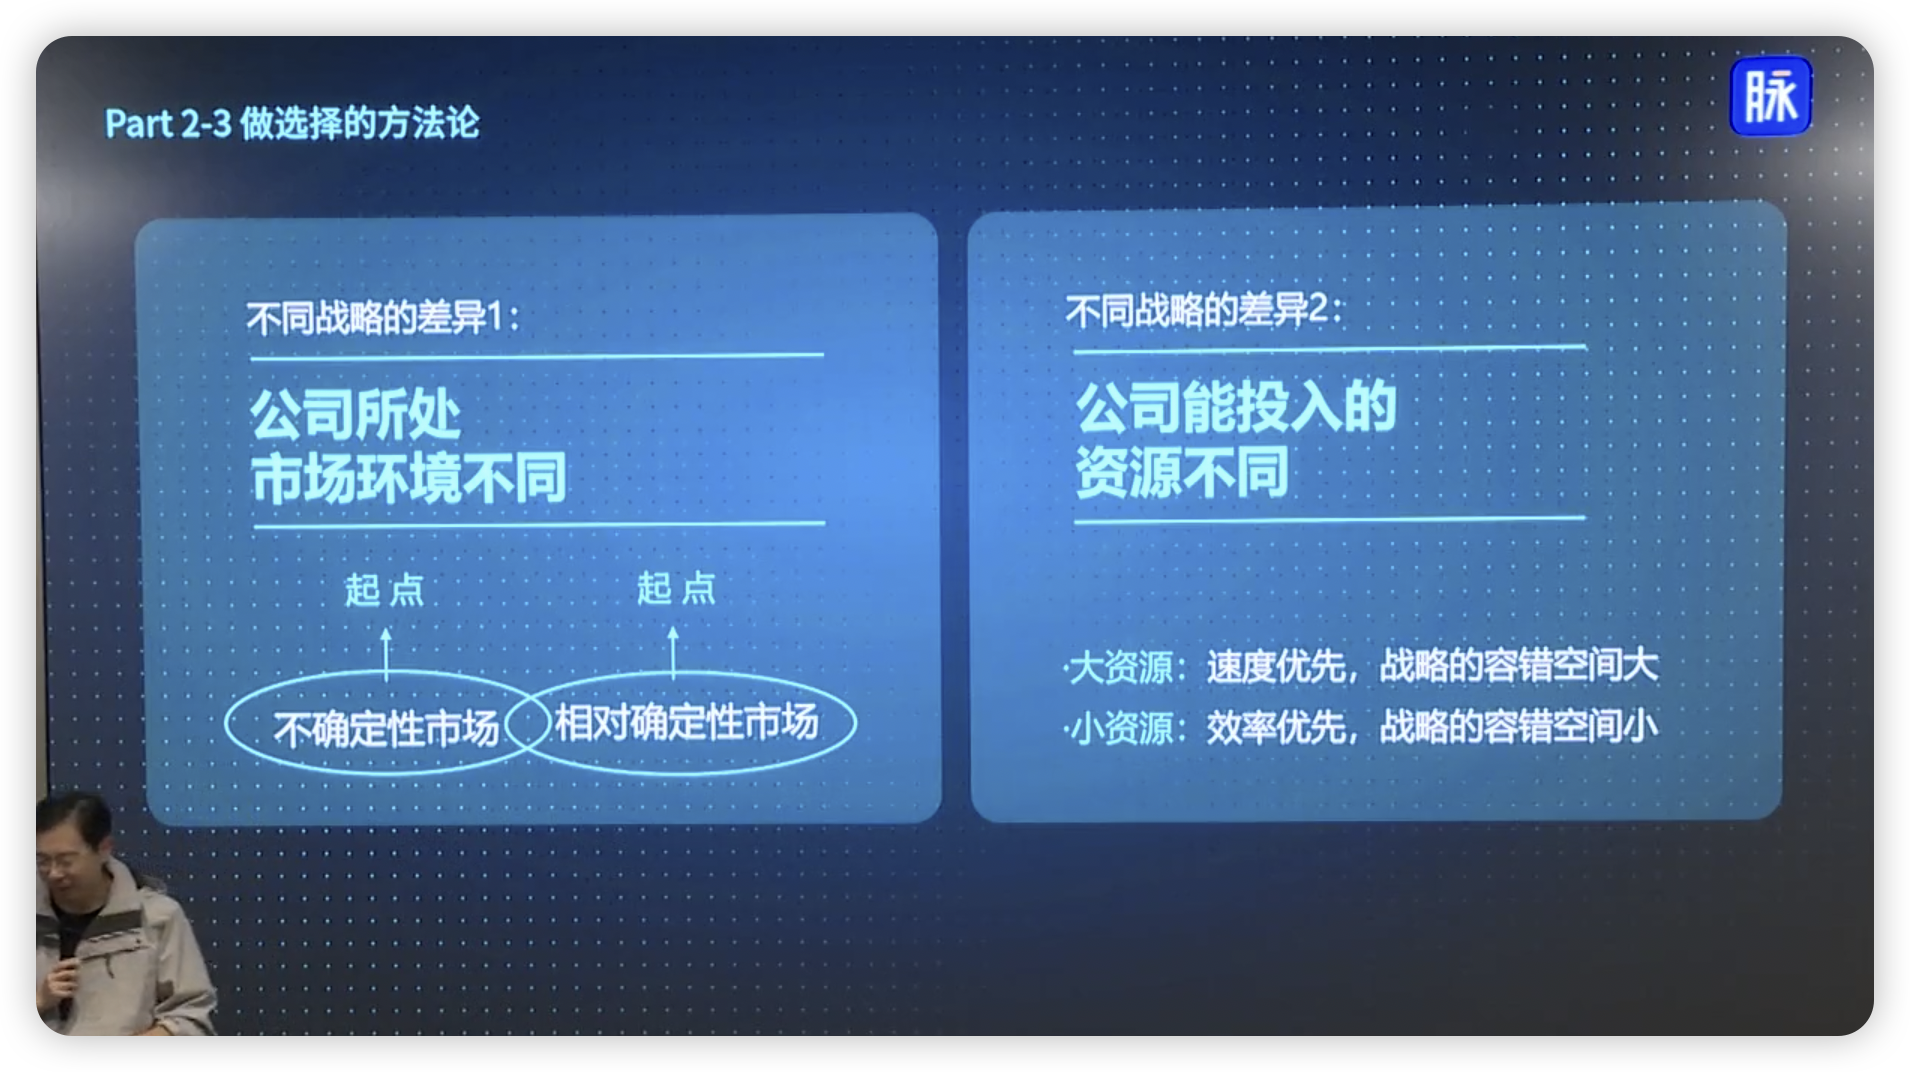 Part 2-3 做选择的方法论
脉
不同战略的差异1：
公司所处
市场环境不同
起点
起点
不确定性市场
相对确定性市场
不同战略的差异2：
公司能投入的
资源不同
·大资源：速度优先，战略的容错空间大
·小资源：效率优先，战略的容错空间小